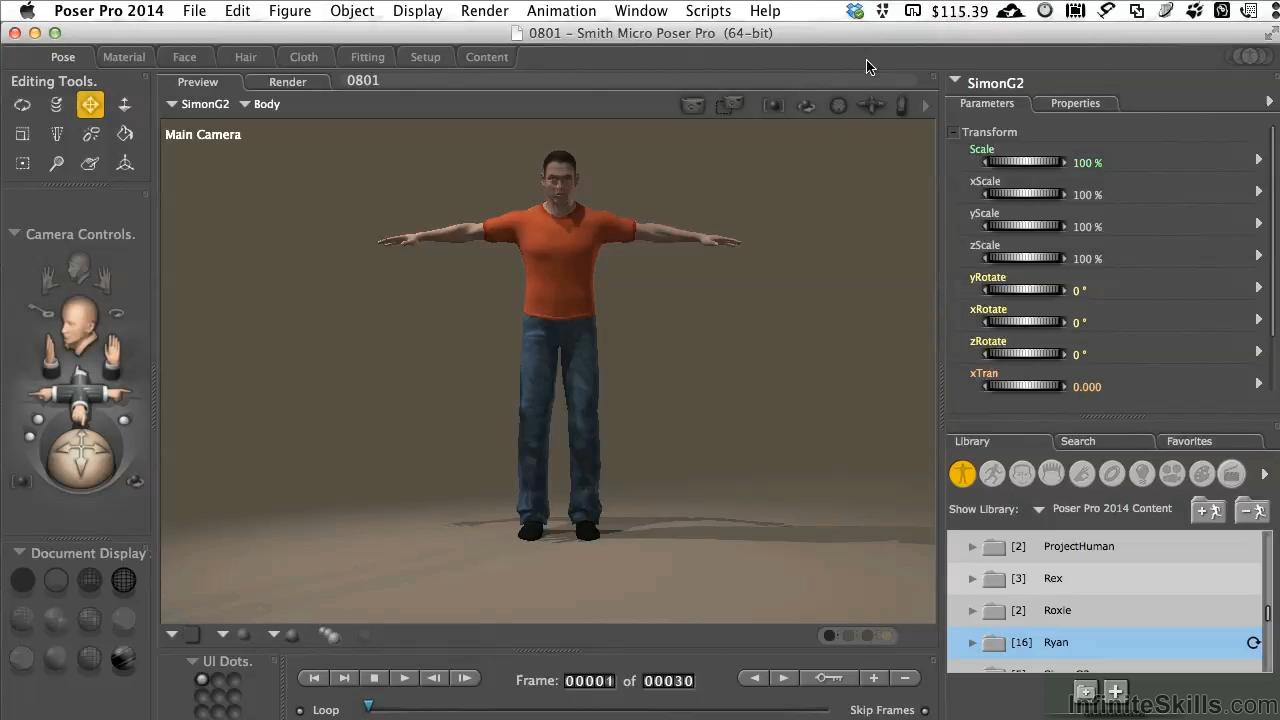 Poser Pro 2014 File Edit Figure Object Display Render Animation Window Scripts Help $115.39
0801 - Smith Micro Poser Pro (64-bit)
Pose Material Face Hair Cloth Fitting Setup Content
Editing Tools.
Preview Render 0801
SimonG2 Body
Main Camera
Camera Controls.
Document Display
UI Dots.
Frame: 00001 of 00030
Loop Skip Frames
SimonG2
Parameters Properties
Transform
Scale
100 %
xScale
100 %
yScale
100 %
zScale
100 %
yRotate
0 °
xRotate
0 °
zRotate
0 °
xTran
0.000
Library Search Favorites
Show Library: Poser Pro 2014 Content
[2] ProjectHuman
[3] Rex
[2] Roxie
[16] Ryan
InfiniteSkills.com